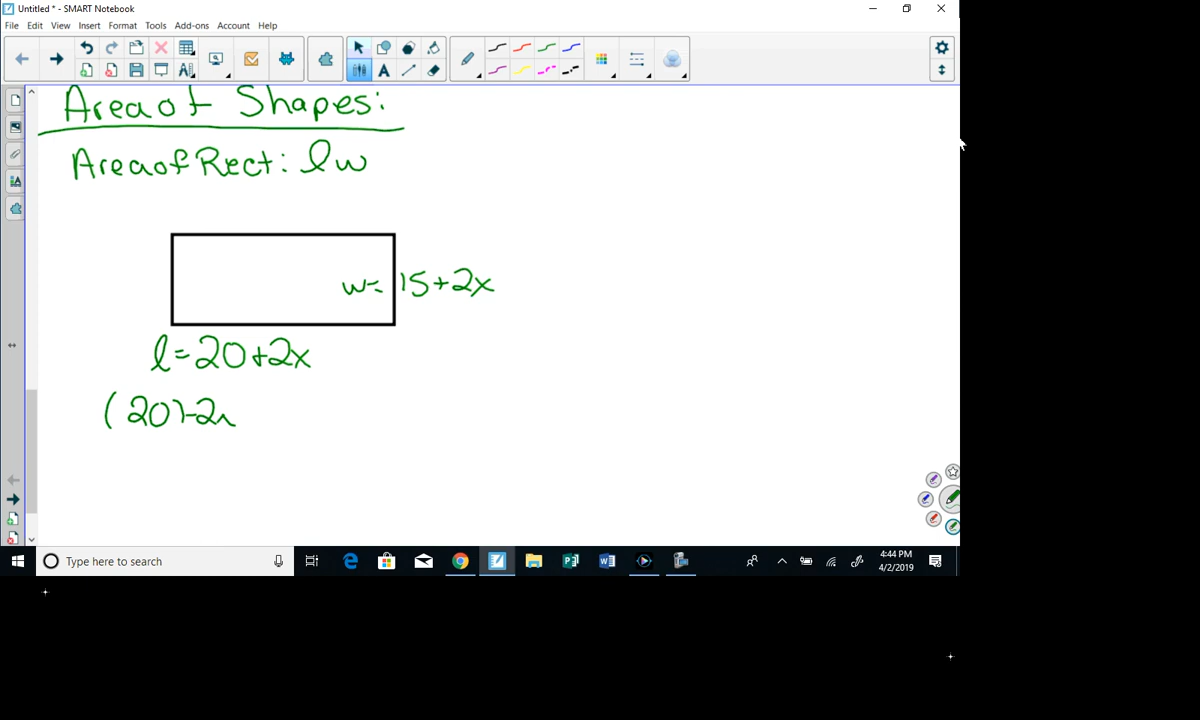 Untitled * - SMART Notebook
File Edit View Insert Format Tools Add-ons Account Help
Area of Shapes:
Area of Rect: lw
w= 15+2x
l=20+2x
(20+2x
Type here to search
4:44 PM
4/2/2019